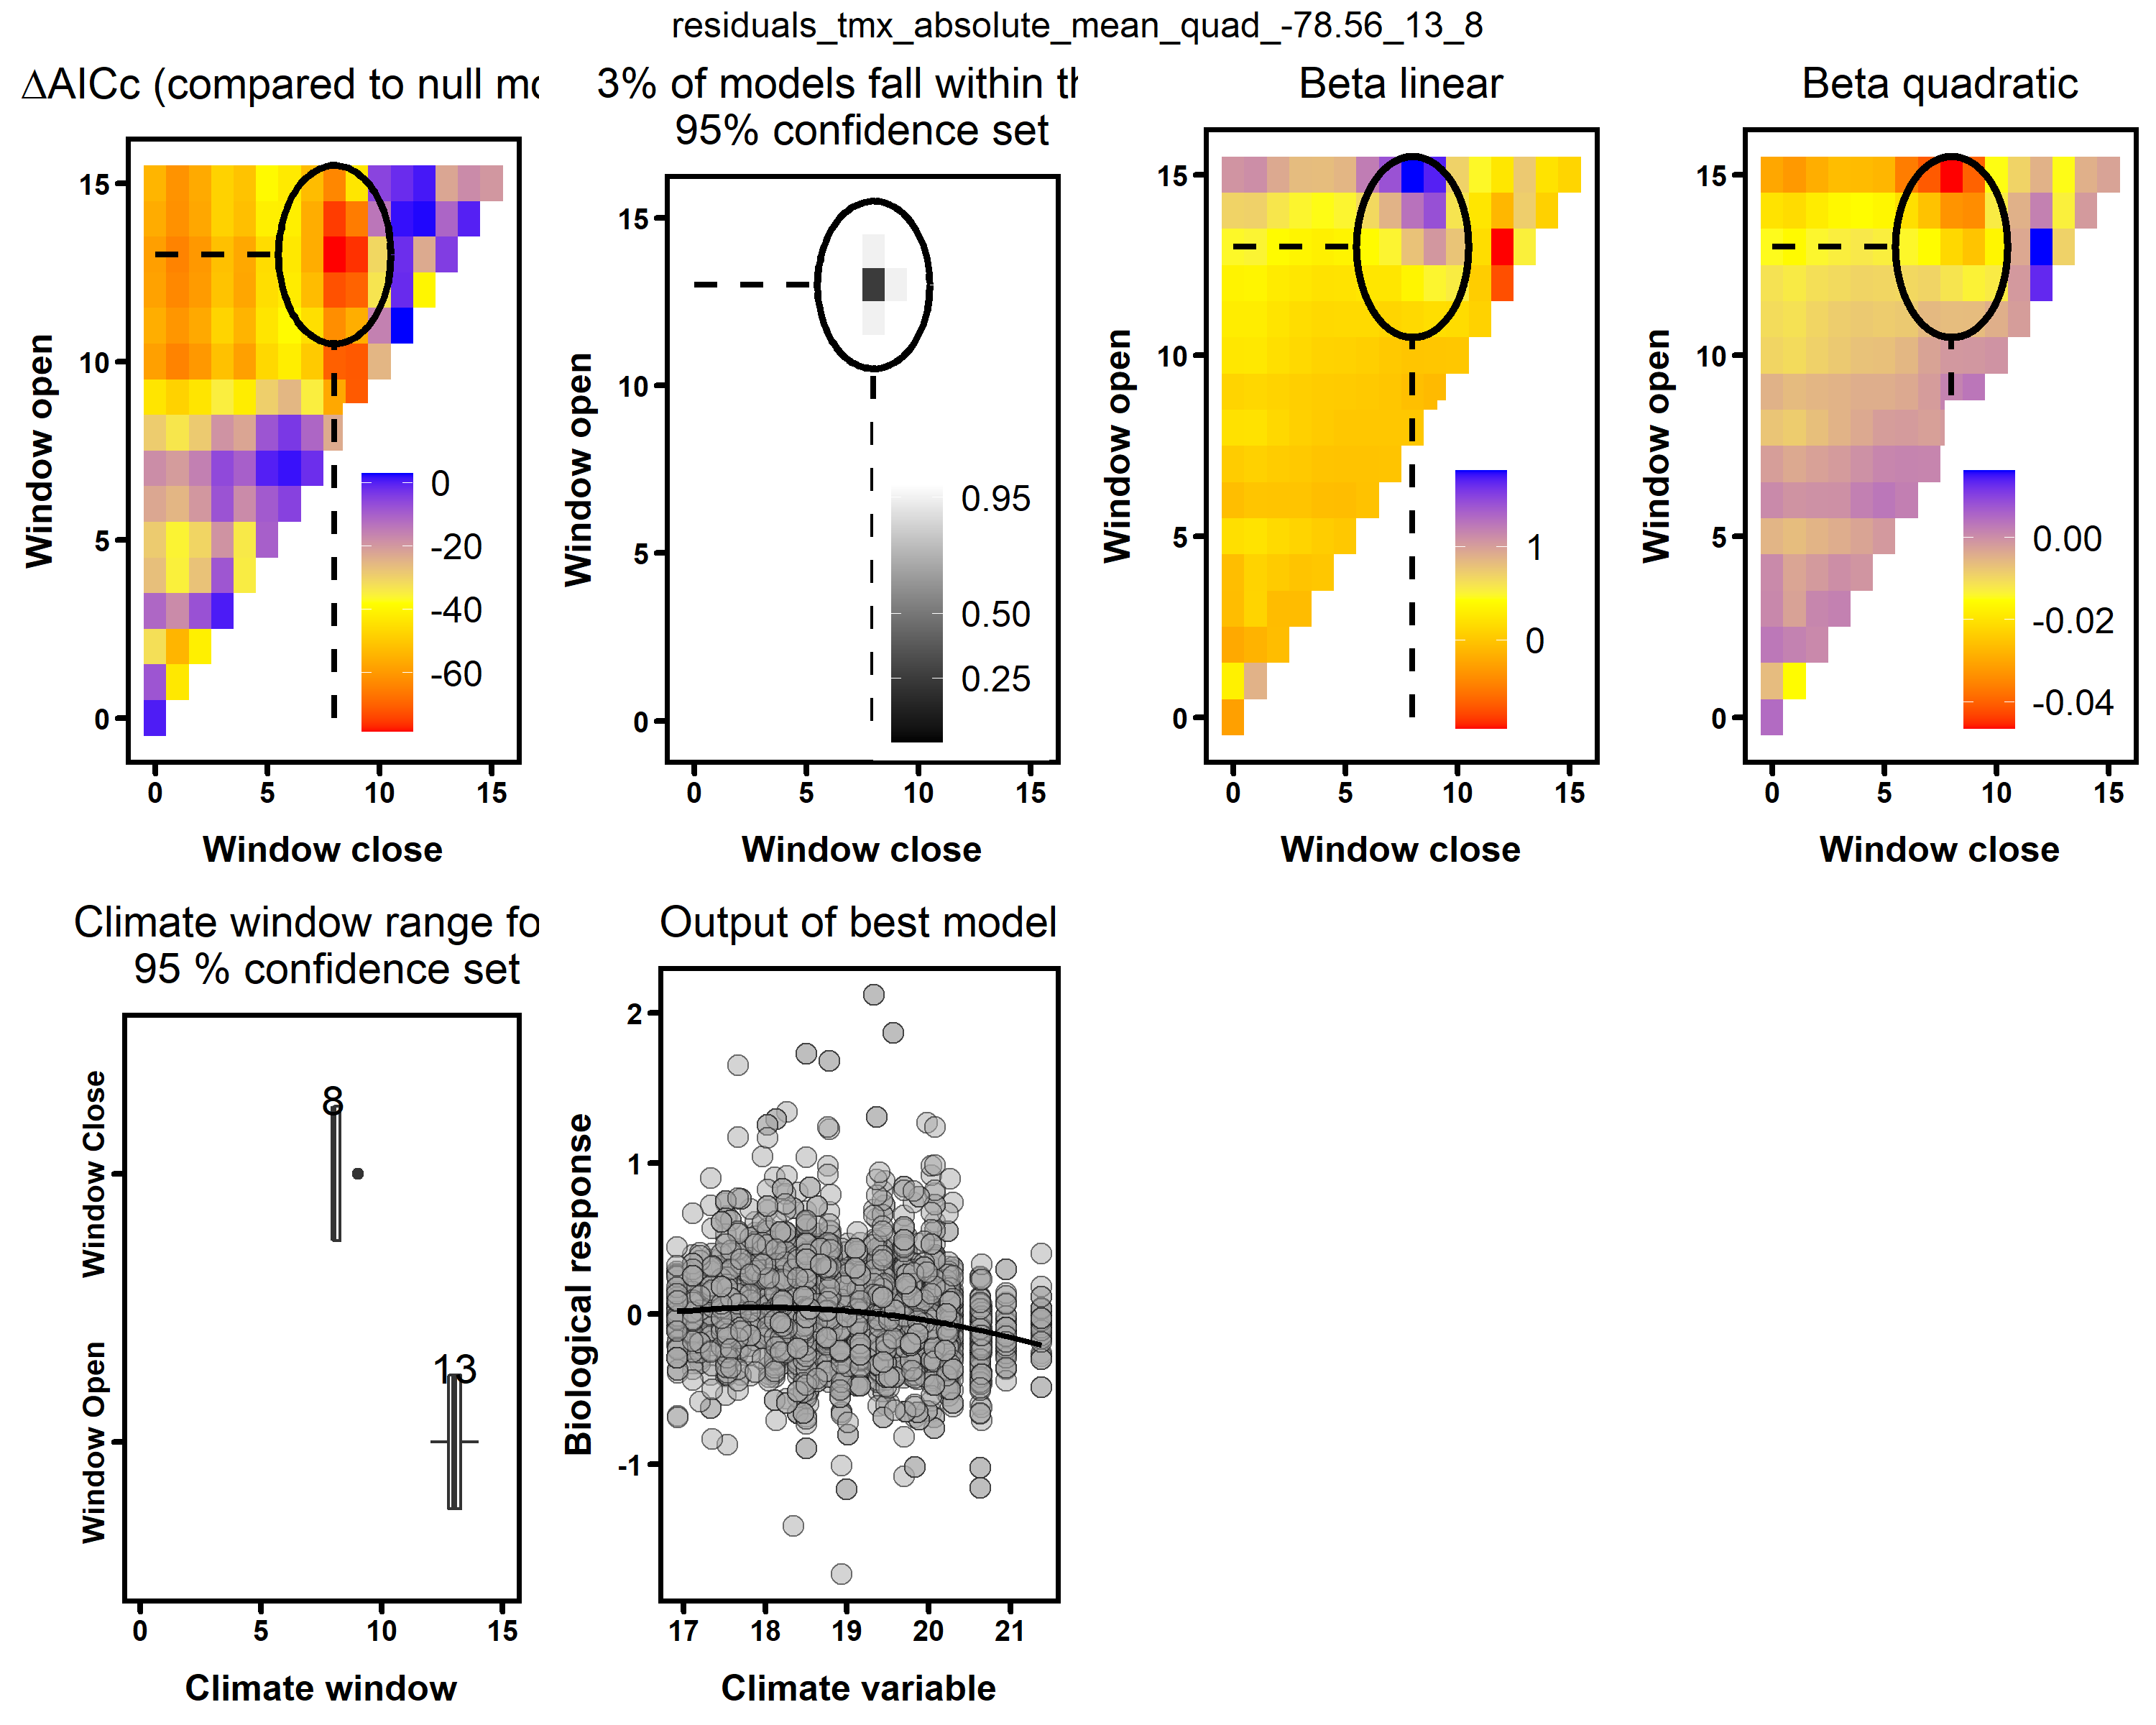 residuals_tmx_absolute_mean_quad_-78.56_13_8
ΔAICc (compared to null mo
3% of models fall within th
95% confidence set
Beta linear
Beta quadratic
Window open
15
10
5
0
0
-20
-40
-60
0 5 10 15
Window close
Window open
15
10
5
0
0.95
0.50
0.25
0 5 10 15
Window close
Window open
15
10
5
0
1
0
0 5 10 15
Window close
Window open
15
10
5
0
0.00
-0.02
-0.04
0 5 10 15
Window close
Climate window range fo
95 % confidence set
Window Close
Window Open
8
13
0 5 10 15
Climate window
Output of best model
Biological response
2
1
0
-1
17 18 19 20 21
Climate variable